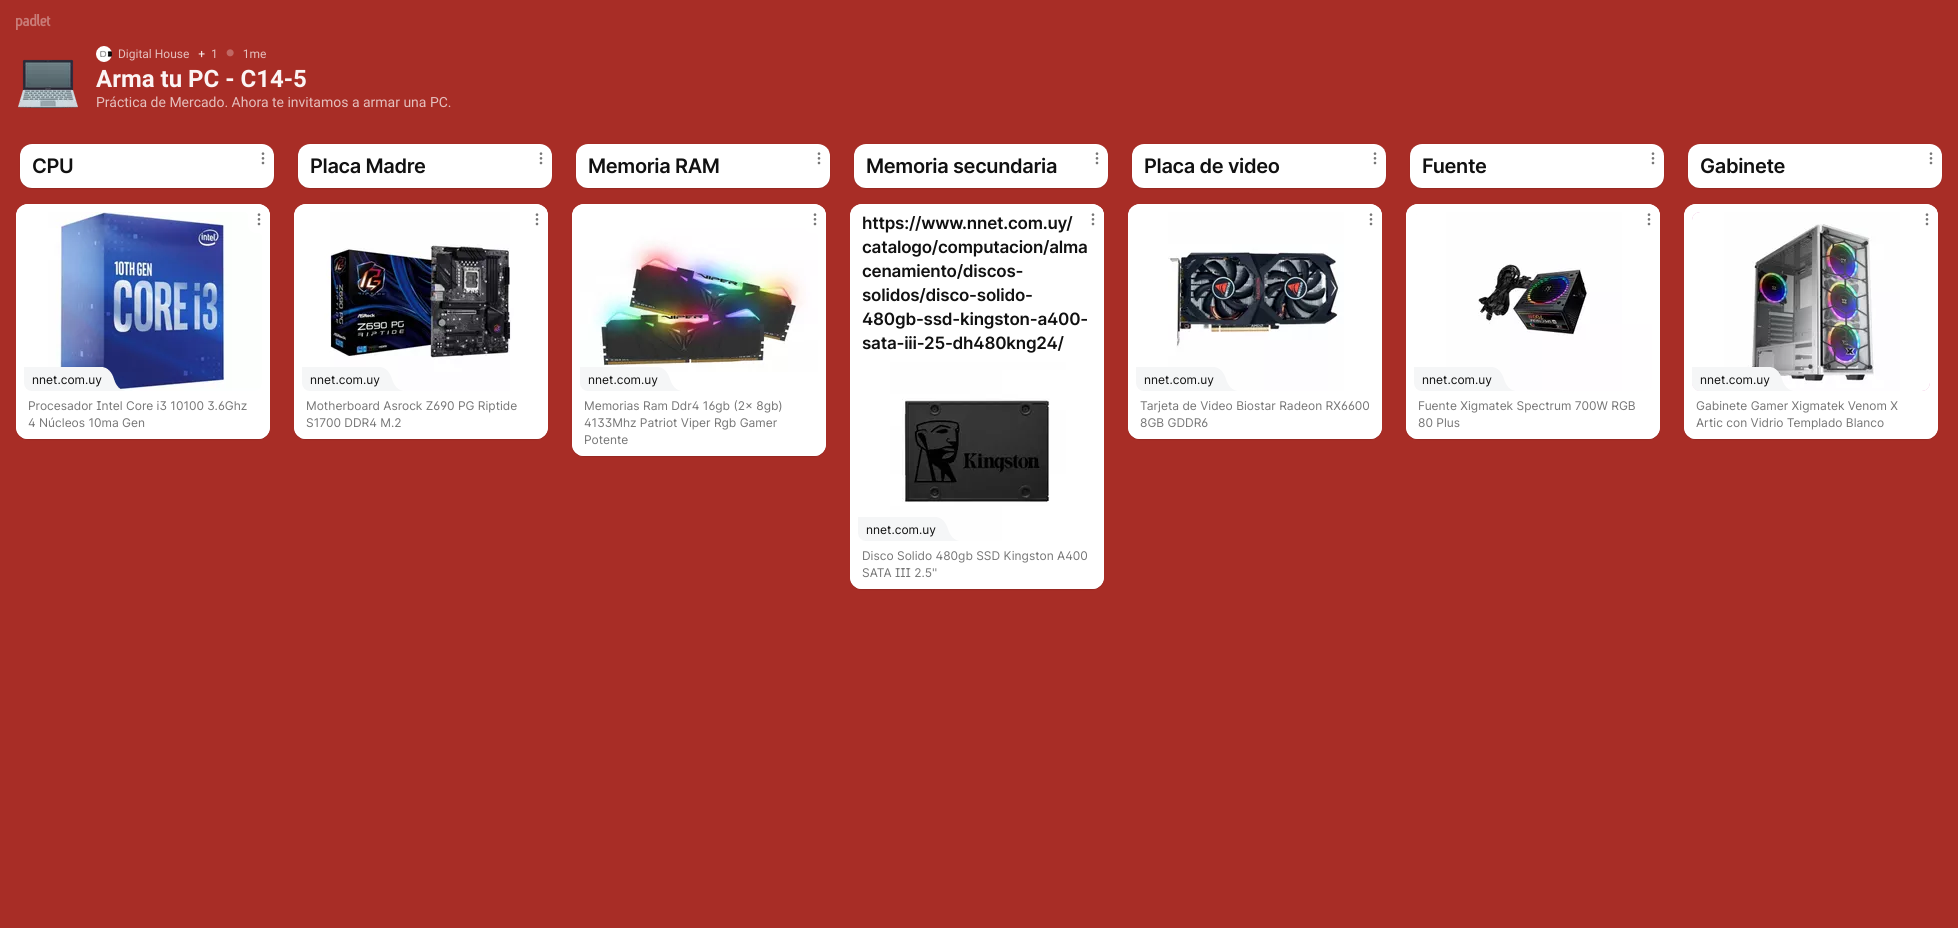 padlet
Digital House + 1 1me
Arma tu PC - C14-5
Práctica de Mercado. Ahora te invitamos a armar una PC.
CPU
intel
10TH GEN
CORE i3
nnet.com.uy
Procesador Intel Core i3 10100 3.6Ghz
4 Núcleos 10ma Gen
Placa Madre
Z690 PG
RIPTIDE
nnet.com.uy
Motherboard Asrock Z690 PG Riptide
S1700 DDR4 M.2
Memoria RAM
VIPER
nnet.com.uy
Memorias Ram Ddr4 16gb (2x 8gb)
4133Mhz Patriot Viper Rgb Gamer
Potente
Memoria secundaria
https://www.nnet.com.uy/
catalogo/computacion/alma
cenamiento/discos-
solidos/disco-solido-
480gb-ssd-kingston-a400-
sata-iii-25-dh480kng24/
Kingston
nnet.com.uy
Disco Solido 480gb SSD Kingston A400
SATA III 2.5"
Placa de video
nnet.com.uy
Tarjeta de Video Biostar Radeon RX6600
8GB GDDR6
Fuente
nnet.com.uy
Fuente Xigmatek Spectrum 700W RGB
80 Plus
Gabinete
nnet.com.uy
Gabinete Gamer Xigmatek Venom X
Artic con Vidrio Templado Blanco